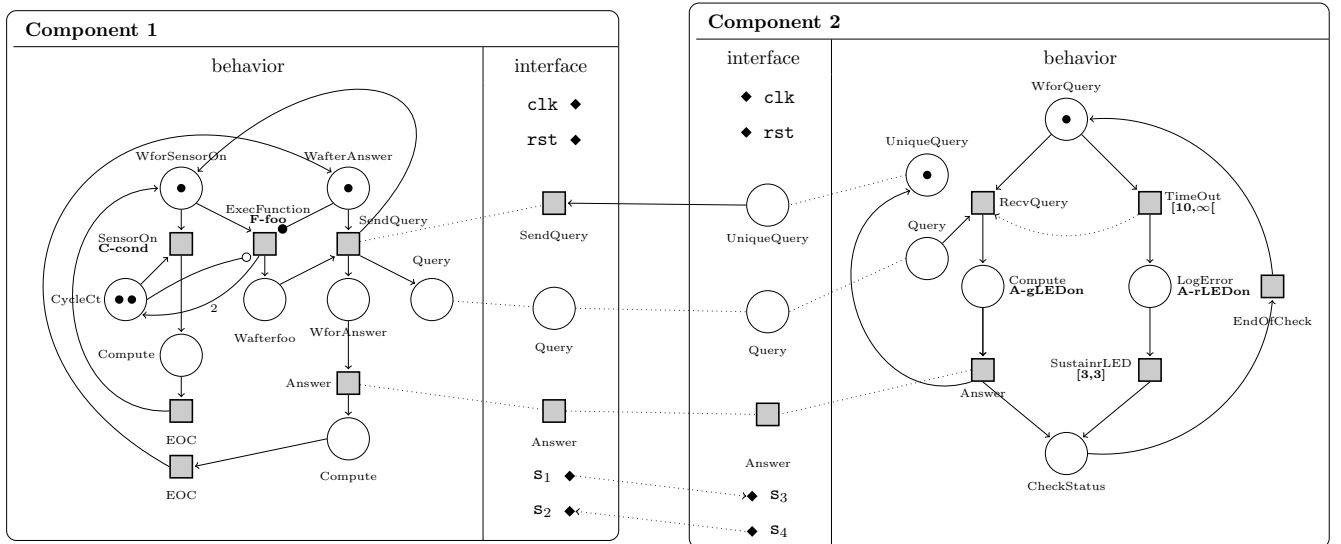 Component 1
behavior
interface
clk
rst
WforSensorOn
WafterAnswer
ExecFunction
F-foo
SendQuery
SensorOn
C-cond
Query
CycleCt
2
Wafterfoo
WforAnswer
Compute
Answer
EOC
Compute
EOC
SendQuery
Query
Answer
s1
s2
Component 2
interface
behavior
clk
rst
UniqueQuery
Query
Answer
s3
s4
WforQuery
UniqueQuery
RecvQuery
TimeOut
[10,∞[
Query
Compute
A-gLEDon
LogError
A-rLEDon
EndOfCheck
SustainrLED
[3,3]
Answer
CheckStatus